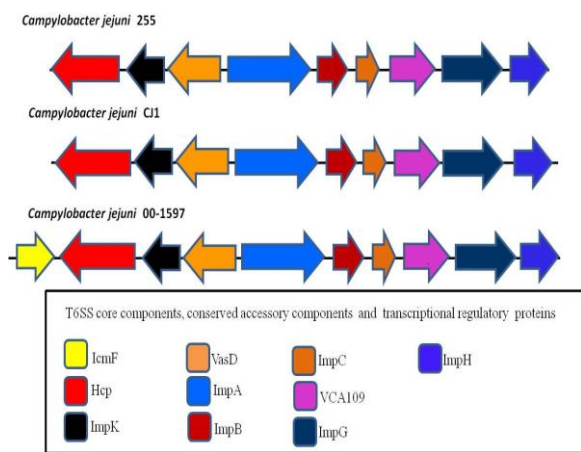 Campylobacter jejuni 255
Campylobacter jejuni CJ1
Campylobacter jejuni 00-1597
T6SS core components, conserved accessory components and transcriptional regulatory proteins
IcmF VasD ImpC ImpH
Hcp ImpA VCA109
ImpK ImpB ImpG